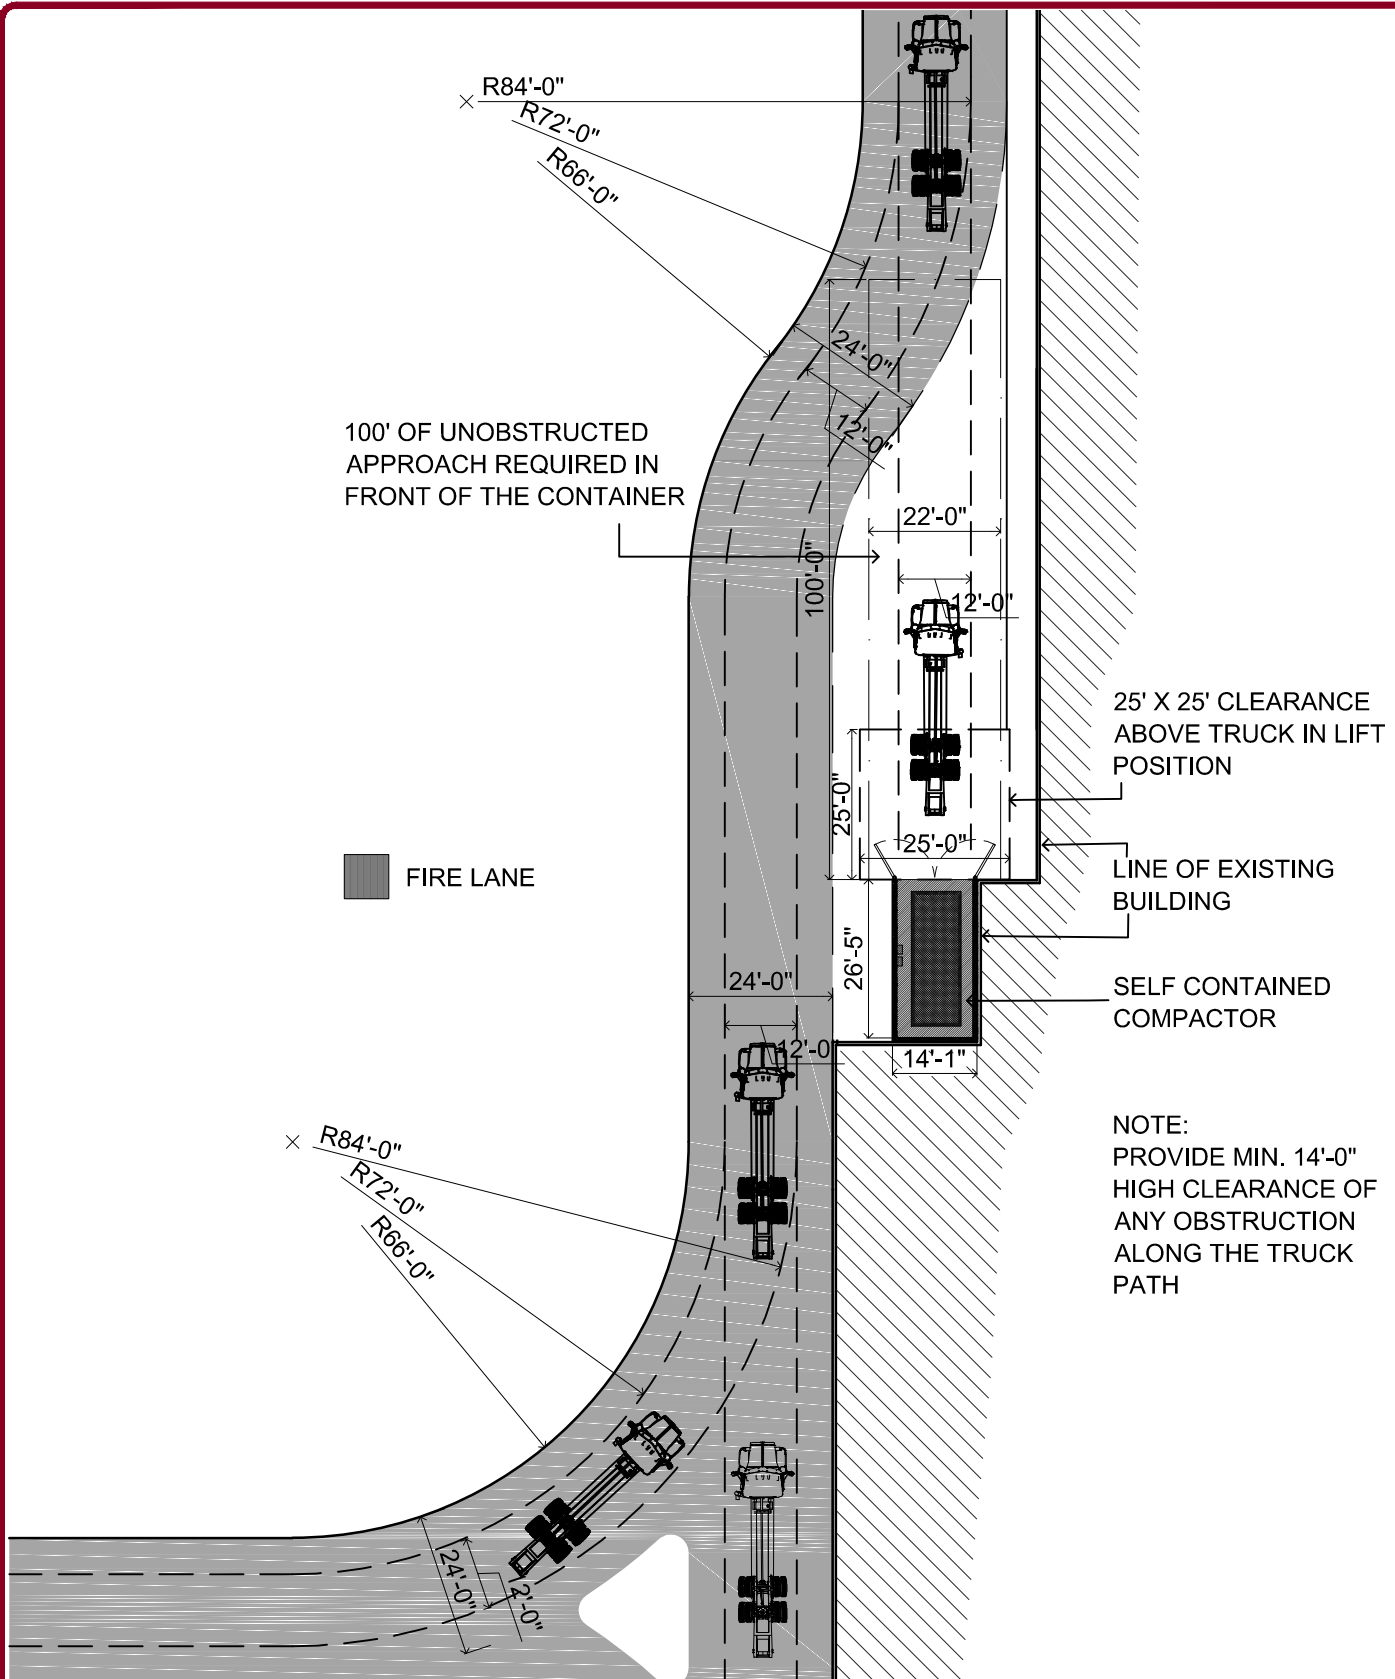 R84'-0"
R72'-0"
R66'-0"
24'-0"
12'-0"
100' OF UNOBSTRUCTED
APPROACH REQUIRED IN
FRONT OF THE CONTAINER
22'-0"
100'-0"
12'-0"
25' X 25' CLEARANCE
ABOVE TRUCK IN LIFT
POSITION
25'-0"
25'-0"
FIRE LANE
LINE OF EXISTING
BUILDING
26'-5"
24'-0"
SELF CONTAINED
COMPACTOR
12'-0
14'-1"
NOTE:
PROVIDE MIN. 14'-0"
HIGH CLEARANCE OF
ANY OBSTRUCTION
ALONG THE TRUCK
PATH
R84'-0"
R72'-0"
R66'-0"
24'-0"
2'-0"